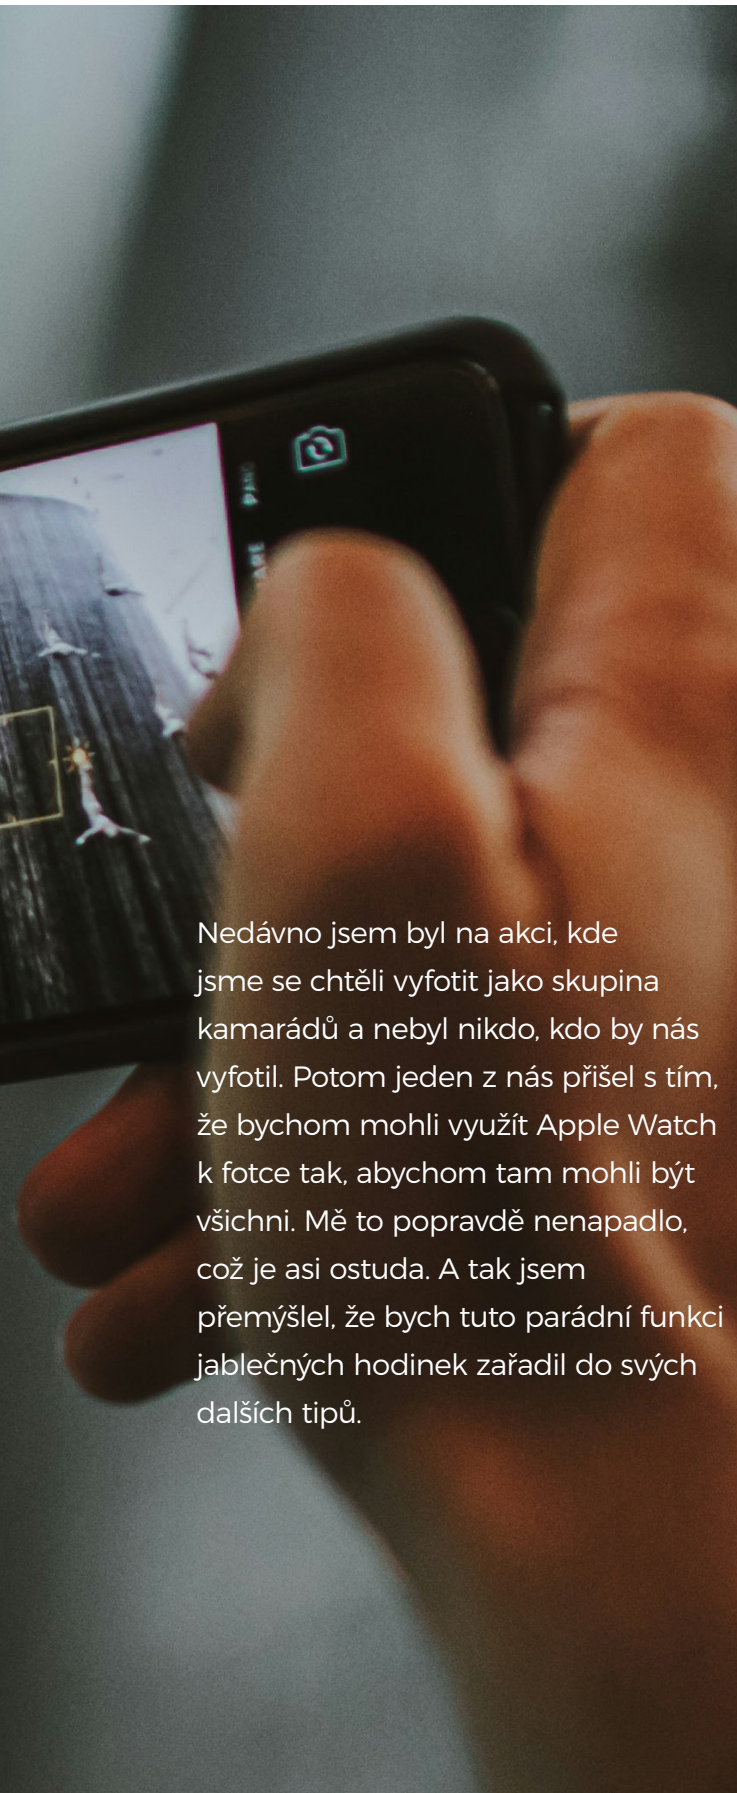 PANO
ARE
Nedávno jsem byl na akci, kde
jsme se chtěli vyfotit jako skupina
kamarádů a nebyl nikdo, kdo by nás
vyfotil. Potom jeden z nás přišel s tím,
že bychom mohli využít Apple Watch
k fotce tak, abychom tam mohli být
všichni. Mě to popravdě nenapadlo,
což je asi ostuda. A tak jsem
přemýšlel, že bych tuto parádní funkci
jablečných hodinek zařadil do svých
dalších tipů.